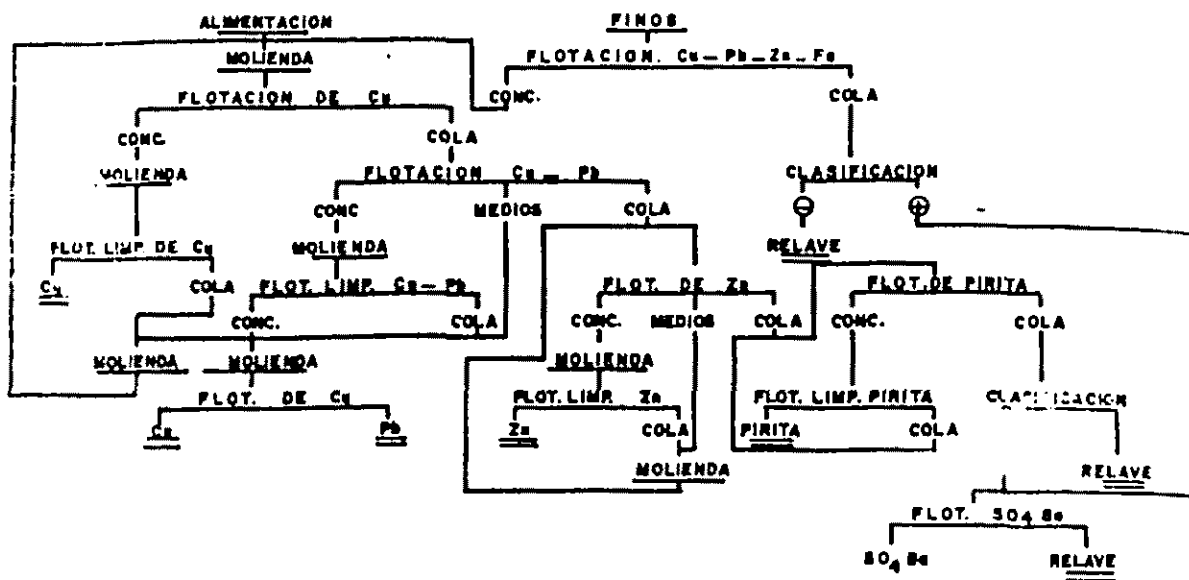 ALIMENTACION
FINOS
MOLIENDA
FLOTACION. Cu - Pb - Zn - Fe
FLOTACION DE Cu
CONC.
COLA
CONC.
COLA
MOLIENDA
FLOTACION Cu - Pb
CLASIFICACION
- +
CONC
MEDIOS
COLA
FLOT. LIMP. DE Cu
MOLIENDA
RELAVE
Cu
COLA
FLOT. LIMP. Cu - Pb
FLOT. DE Zn
FLOT. DE PIRITA
CONC.
COLA
CONC.
MEDIOS
COLA
CONC.
COLA
MOLIENDA
MOLIENDA
MOLIENDA
FLOT. DE Cu
FLOT. LIMP. Zn
FLOT. LIMP. PIRITA
CLASIFICACION
Cu
Pb
Zn
COLA
PIRITA
COLA
MOLIENDA
RELAVE
FLOT. SO4 Ba
SO4 Ba
RELAVE